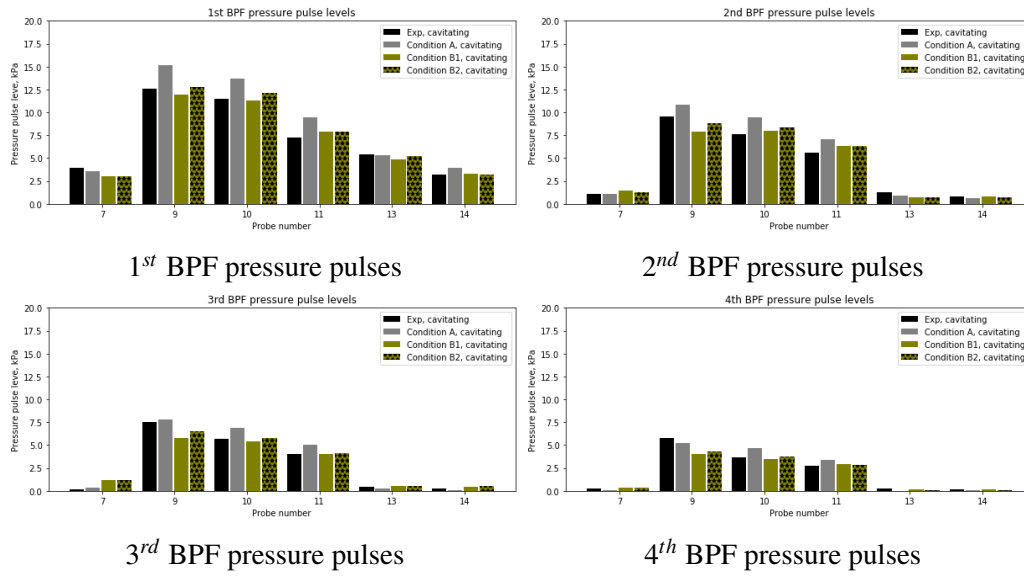 1st BPF pressure pulse levels
20.0
17.5
15.0
12.5
10.0
7.5
5.0
2.5
0.0
Pressure pulse leve, kPa
Exp, cavitating
Condition A, cavitating
Condition B1, cavitating
Condition B2, cavitating
7 9 10 11 13 14
Probe number
1st BPF pressure pulses
2nd BPF pressure pulse levels
20.0
17.5
15.0
12.5
10.0
7.5
5.0
2.5
0.0
Pressure pulse leve, kPa
Exp, cavitating
Condition A, cavitating
Condition B1, cavitating
Condition B2, cavitating
7 9 10 11 13 14
Probe number
2nd BPF pressure pulses
3rd BPF pressure pulse levels
20.0
17.5
15.0
12.5
10.0
7.5
5.0
2.5
0.0
Pressure pulse leve, kPa
Exp, cavitating
Condition A, cavitating
Condition B1, cavitating
Condition B2, cavitating
7 9 10 11 13 14
Probe number
3rd BPF pressure pulses
4th BPF pressure pulse levels
20.0
17.5
15.0
12.5
10.0
7.5
5.0
2.5
0.0
Pressure pulse leve, kPa
Exp, cavitating
Condition A, cavitating
Condition B1, cavitating
Condition B2, cavitating
7 9 10 11 13 14
Probe number
4th BPF pressure pulses